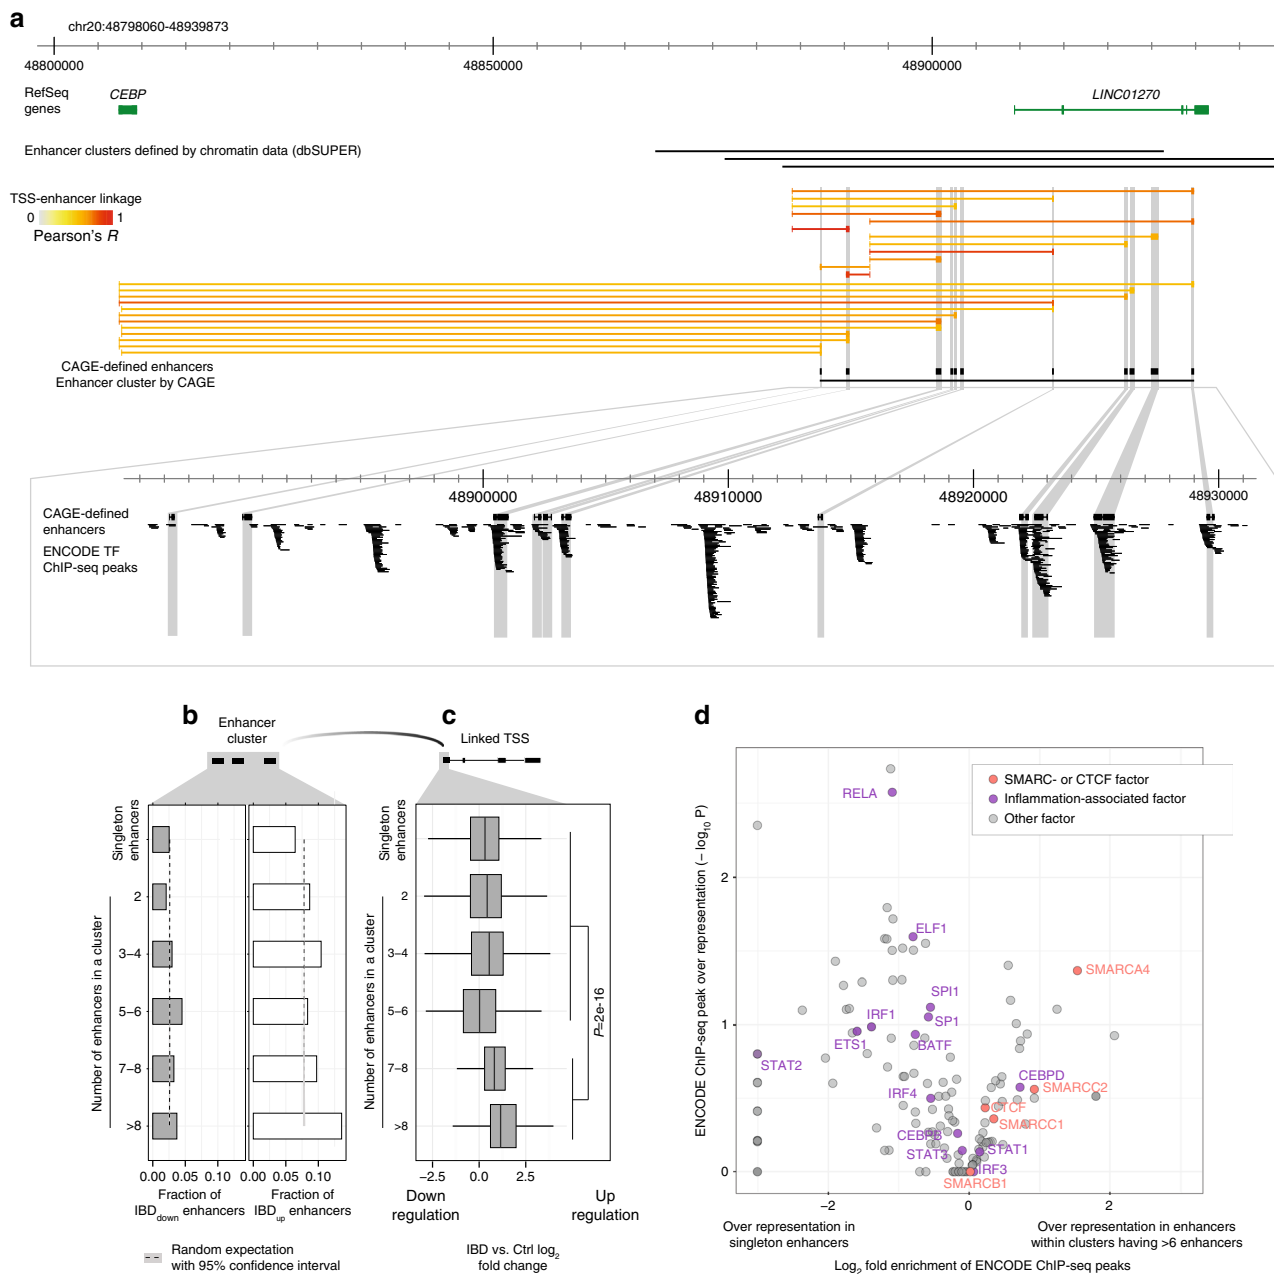 a
chr20:48798060-48939873
48800000
48850000
48900000
RefSeq
genes
CEBP
LINC01270
Enhancer clusters defined by chromatin data (dbSUPER)
TSS-enhancer linkage
0 1
Pearson's R
CAGE-defined enhancers
Enhancer cluster by CAGE
48900000
48910000
48920000
48930000
CAGE-defined
enhancers
ENCODE TF
ChIP-seq peaks
b
Enhancer
cluster
Singleton
enhancers
2
3–4
5–6
7–8
>8
Number of enhancers in a cluster
0.00 0.05 0.10
0.00 0.05 0.10
Fraction of
IBDdown enhancers
Fraction of
IBDup enhancers
Random expectation
with 95% confidence interval
c
Linked TSS
Singleton
enhancers
2
3–4
5–6
7–8
>8
Number of enhancers in a cluster
P=2e-16
−2.5 0.0 2.5
Down
regulation
Up
regulation
IBD vs. Ctrl log2
fold change
d
SMARC- or CTCF factor
Inflammation-associated factor
Other factor
RELA
ELF1
SMARCA4
SPI1
SP1
IRF1
ETS1
BATF
STAT2
CEBPD
SMARCC2
IRF4
CTCF
SMARCC1
CEBPB
STAT3
STAT1
IRF3
SMARCB1
2
1
0
ENCODE ChIP-seq peak over representation (− log10 P)
−2
0
2
Over representation in
singleton enhancers
Over representation in enhancers
within clusters having >6 enhancers
Log2 fold enrichment of ENCODE ChIP-seq peaks